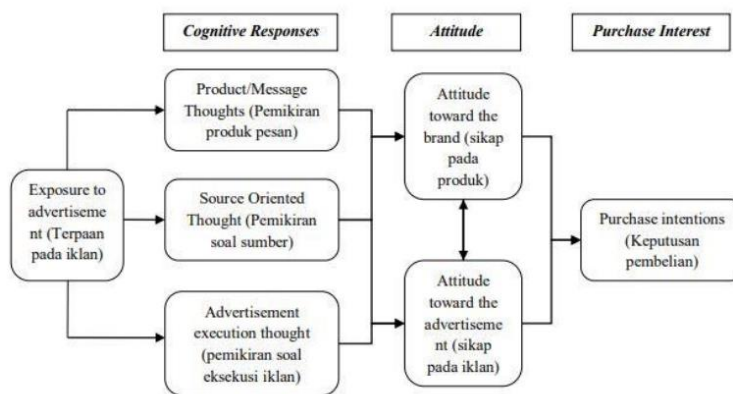 Cognitive Responses
Attitude
Purchase Interest
Product/Message
Thoughts (Pemikiran
produk pesan)
Attitude
toward the
brand (sikap
pada
produk)
Exposure to
advertiseme
nt (Terpaan
pada iklan)
Source Oriented
Thought (Pemikiran
soal sumber)
Purchase intentions
(Keputusan
pembelian)
Advertisement
execution thought
(pemikiran soal
eksekusi iklan)
Attitude
toward the
advertiseme
nt (sikap
pada iklan)